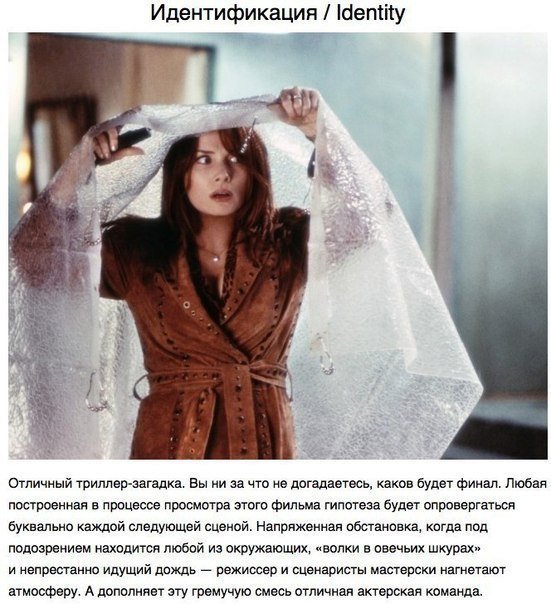 Идентификация / Identity
Отличный триллер-загадка. Вы ни за что не догадаетесь, каков будет финал. Любая
построенная в процессе просмотра этого фильма гипотеза будет опровергаться
буквально каждой следующей сценой. Напряженная обстановка, когда под
подозрением находится любой из окружающих, «волки в овечьих шкурах»
и непрестанно идущий дождь — режиссер и сценаристы мастерски нагнетают
атмосферу. А дополняет эту гремучую смесь отличная актерская команда.